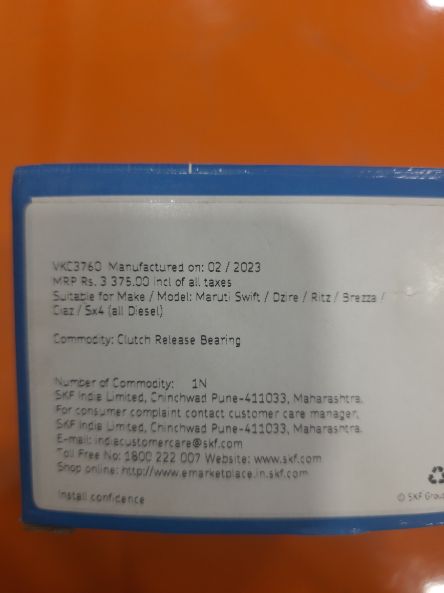 VKC3760 Manufactured on: 02 / 2023
MRP Rs. 3 375.00 incl of all taxes
Suitable for Make / Model: Maruti Swift / Dzire / Ritz / Brezza /
Ciaz / Sx4 (all Diesel)
Commodity: Clutch Release Bearing
Number of Commodity: 1N
SKF India Limited, Chinchwad Pune-411033, Maharashtra.
For consumer complaint contact customer care manager,
SKF India Limited, Chinchwad Pune-411033, Maharashtra.
E-mail: indiacustomercare@skf.com
Toll Free No: 1800 222 007 Website: www.skf.com
Shop online: http://www.emarketplace.in.skf.com
Install confidence
© SKF Group